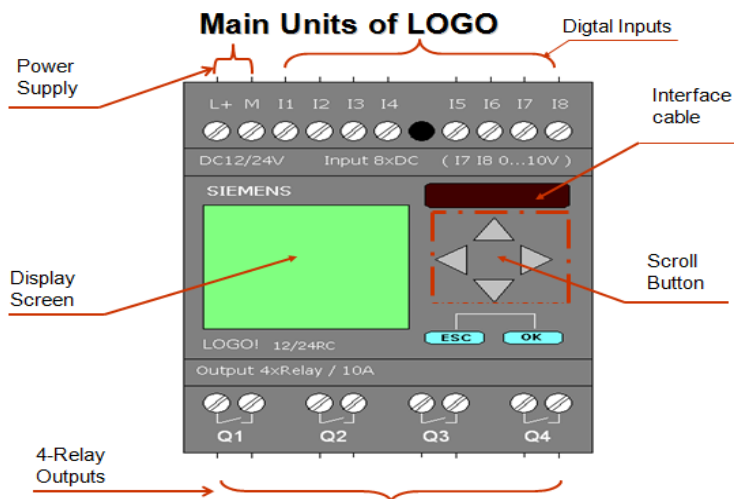 Main Units of LOGO
Digtal Inputs
Power
Supply
Interface
cable
L+ M I1 I2 I3 I4 I5 I6 I7 I8
DC12/24V Input 8xDC ( I7 I8 0...10V )
SIEMENS
Display
Screen
Scroll
Button
ESC OK
LOGO! 12/24RC
Output 4xRelay / 10A
Q1 Q2 Q3 Q4
4-Relay
Outputs